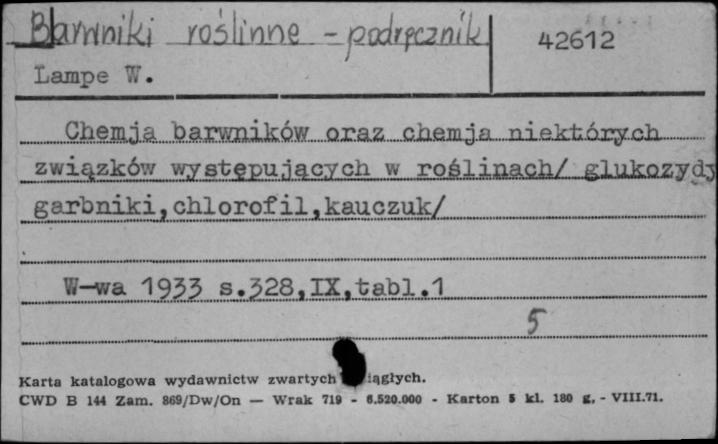 Barwniki roślinne - podręcznik
42612
Lampe W.
Chemja barwników oraz chemja niektórych
związków występujących w roślinach/ glukozydy
garbniki,chlorofil,kauczuk/
W-wa 1933 s.328,IX,tabl.1
5
Karta katalogowa wydawnictw zwartych iągłych.
CWD B 144 Zam. 869/Dw/On — Wrak 719 - 6.520.000 - Karton 5 kl. 180 g. - VIII.71.